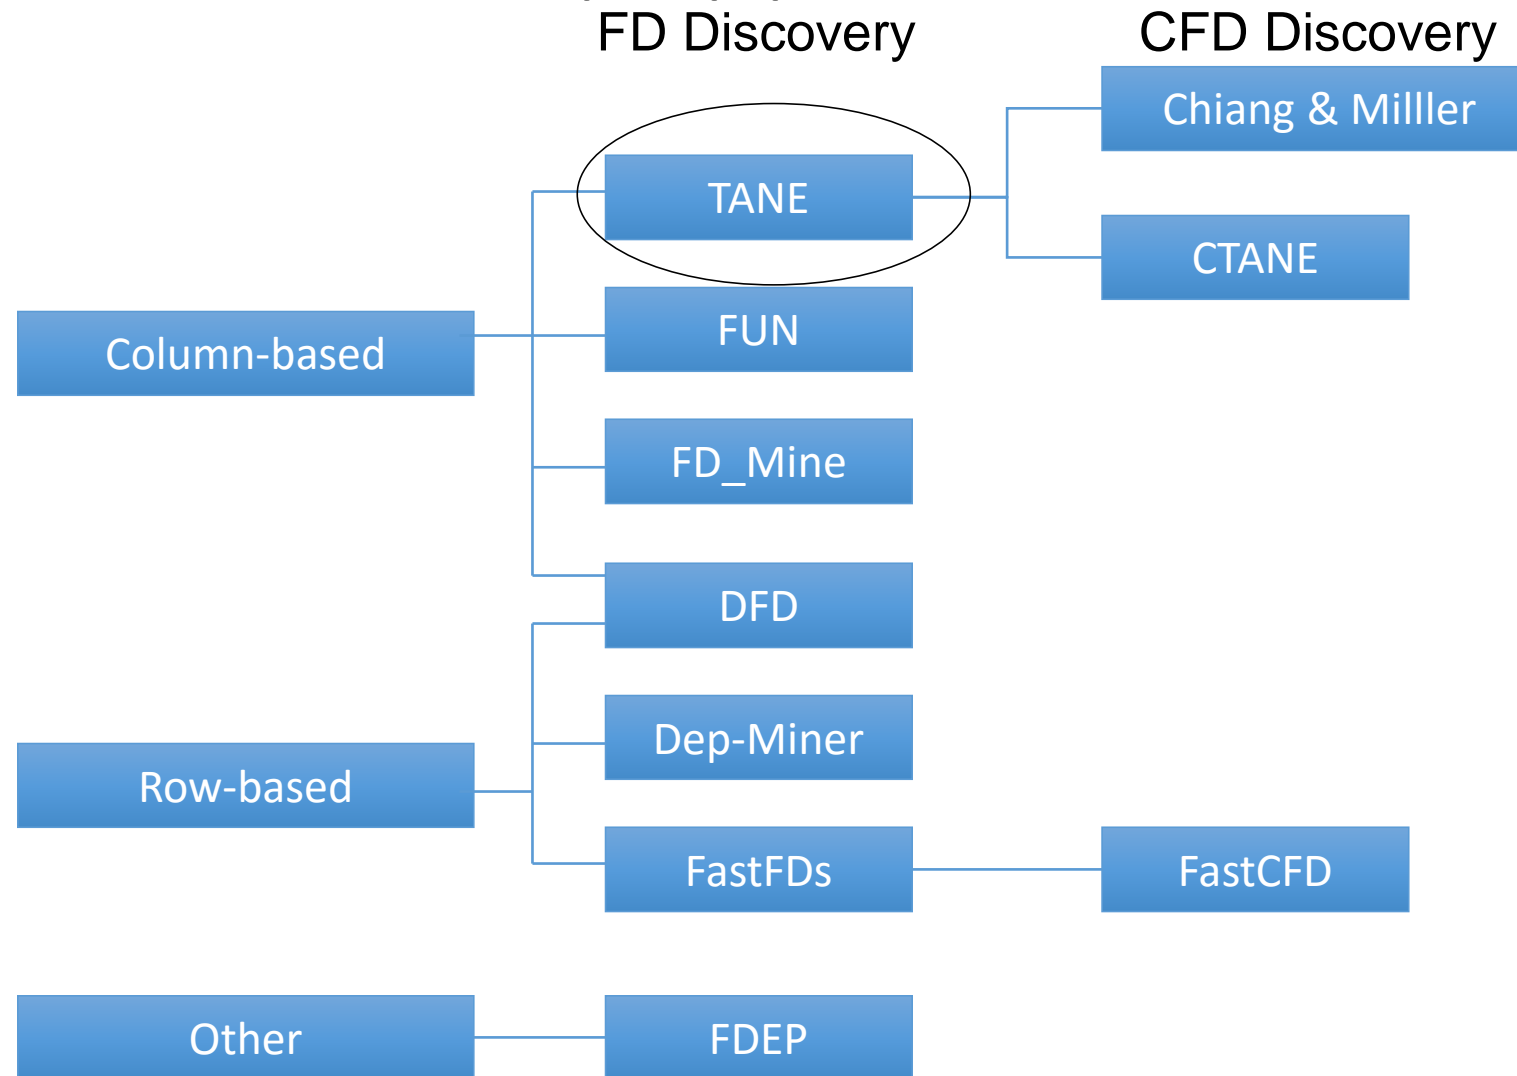 FD Discovery
CFD Discovery
Chiang & Milller
TANE
CTANE
FUN
Column-based
FD_Mine
DFD
Dep-Miner
Row-based
FastFDs
FastCFD
Other
FDEP